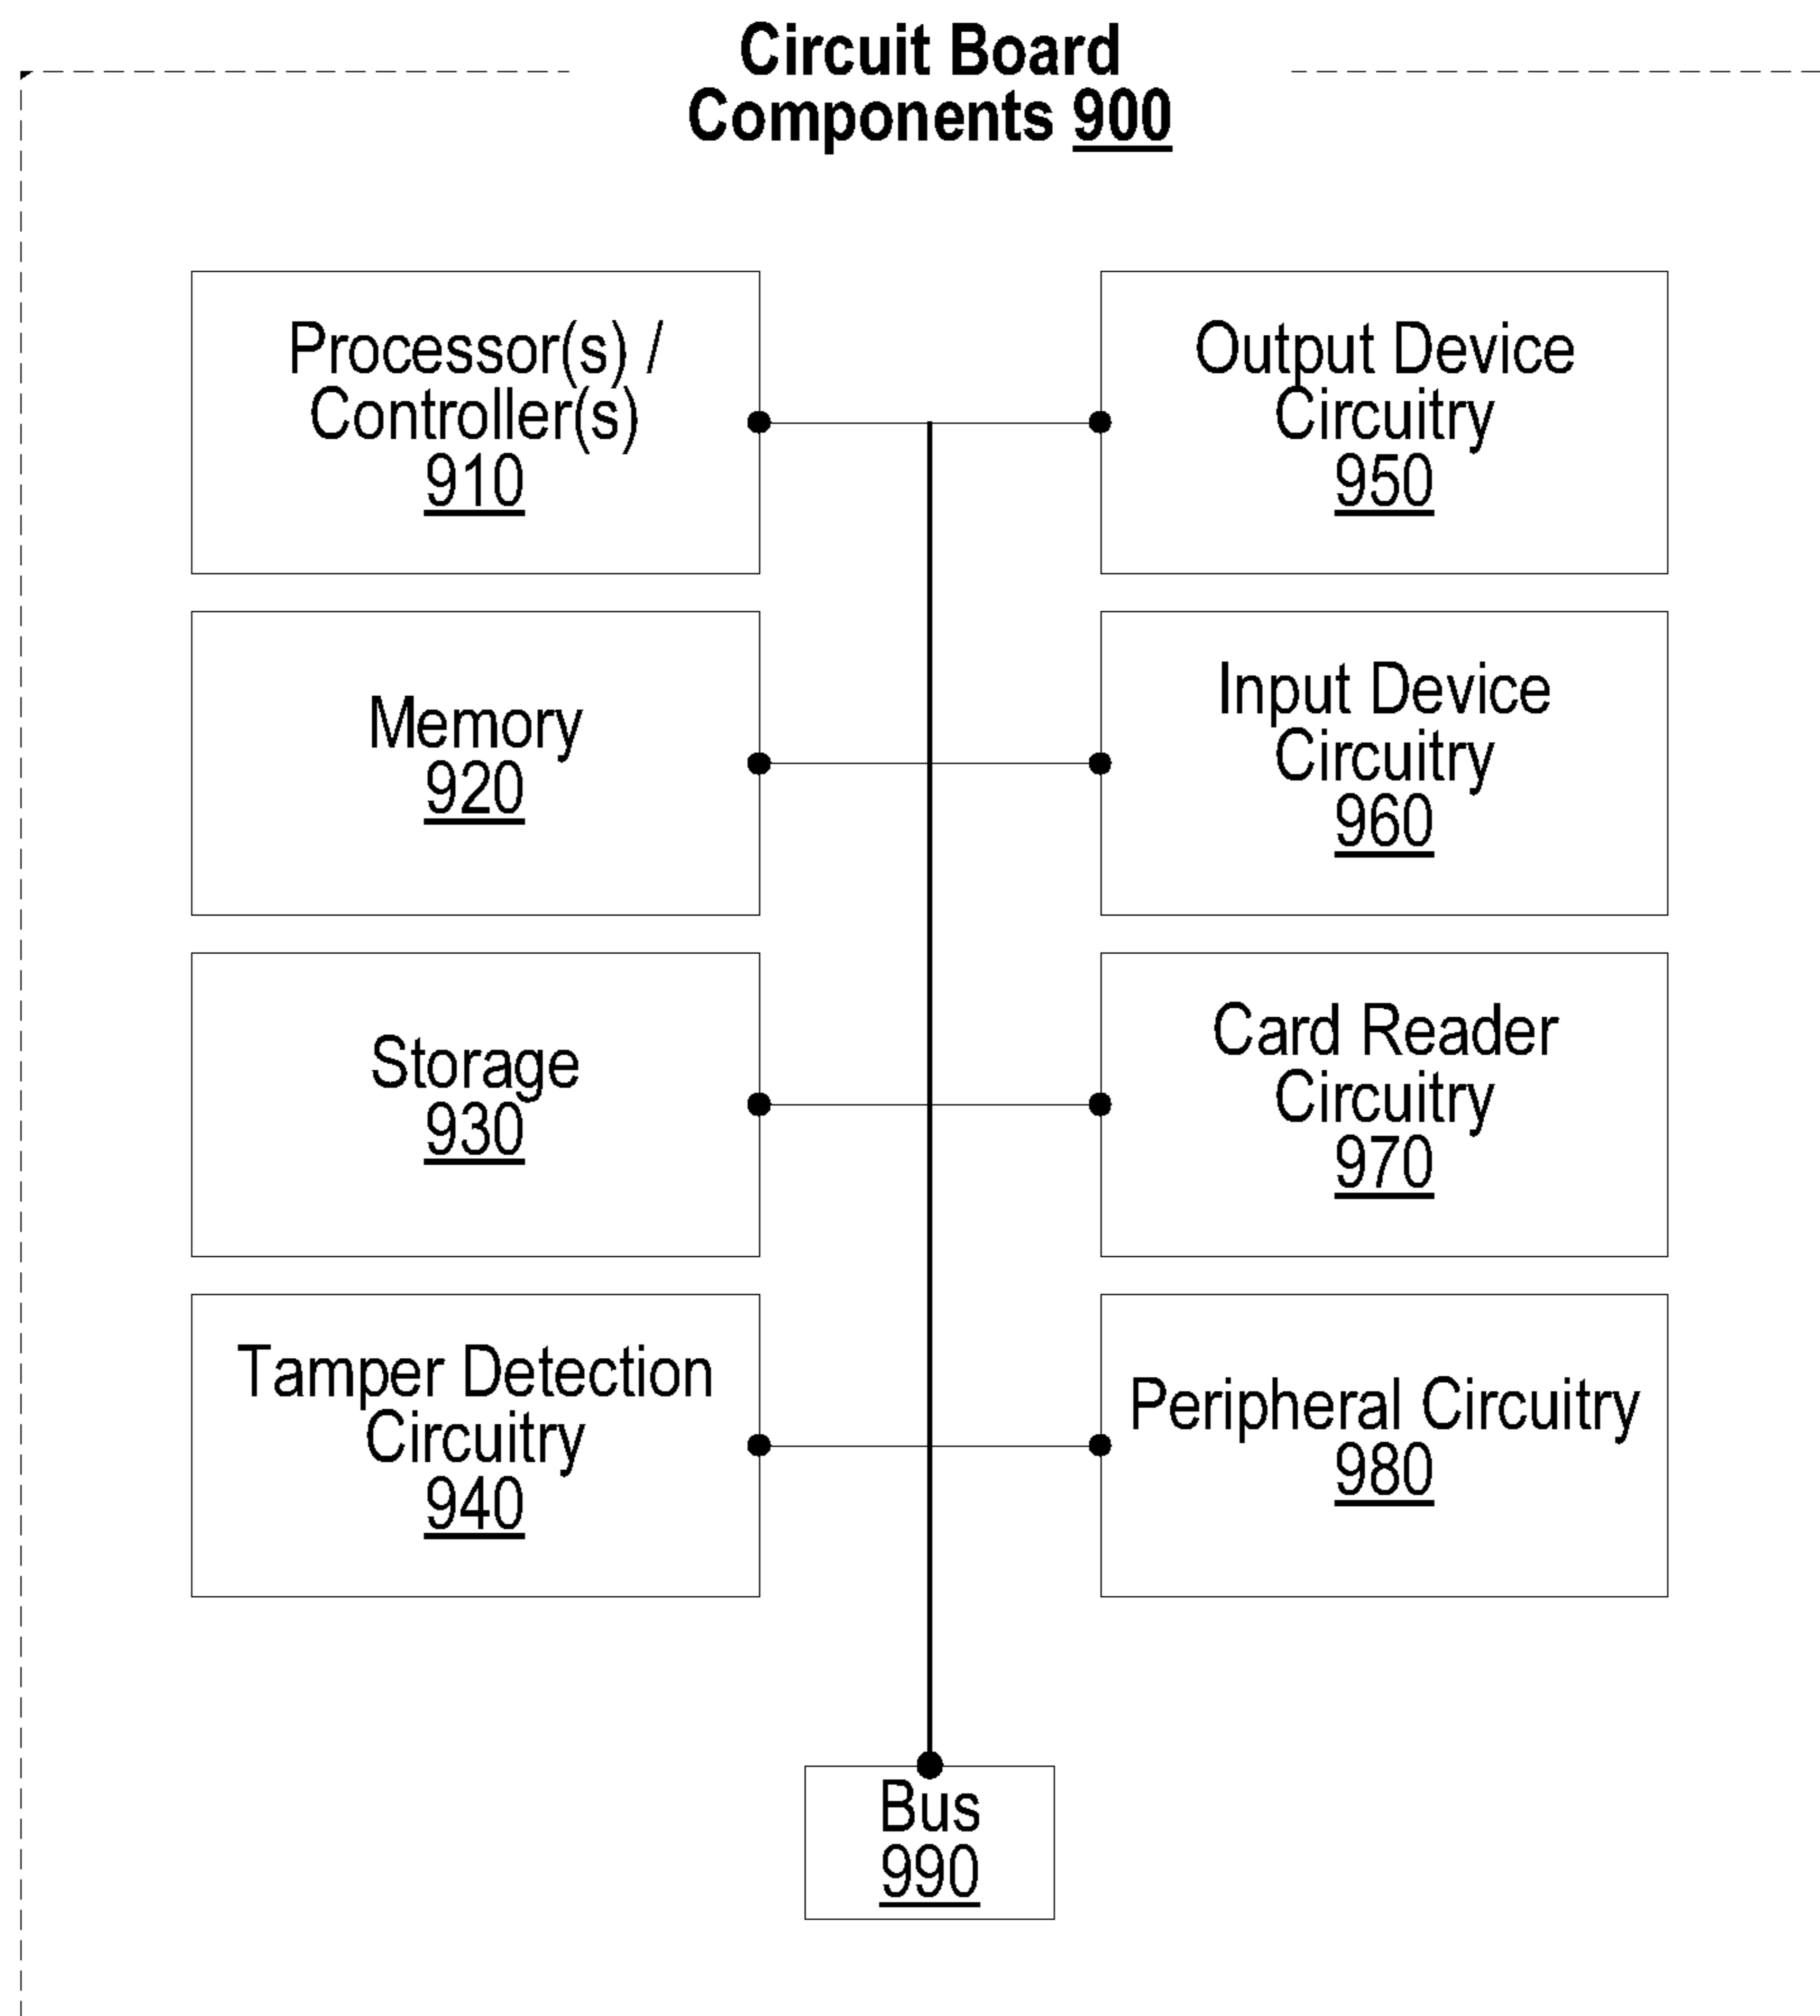 Circuit Board
Components 900
Processor(s) /
Controller(s)
910
Output Device
Circuitry
950
Memory
920
Input Device
Circuitry
960
Storage
930
Card Reader
Circuitry
970
Tamper Detection
Circuitry
940
Peripheral Circuitry
980
Bus
990